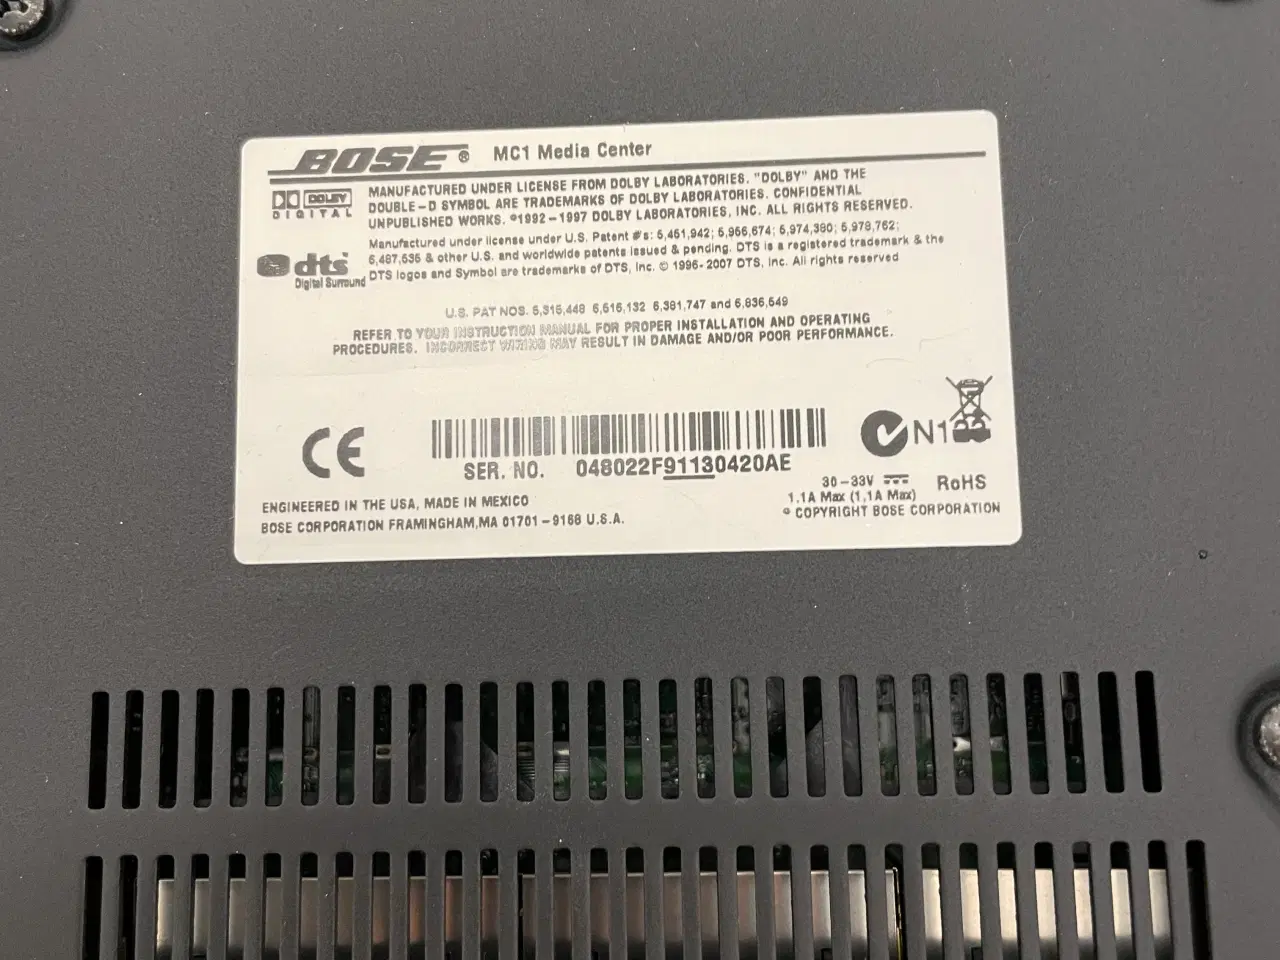 BOSE® MC1 Media Center
DOLBY
DIGITAL
MANUFACTURED UNDER LICENSE FROM DOLBY LABORATORIES. "DOLBY" AND THE
DOUBLE-D SYMBOL ARE TRADEMARKS OF DOLBY LABORATORIES. CONFIDENTIAL
UNPUBLISHED WORKS. ©1992-1997 DOLBY LABORATORIES, INC. ALL RIGHTS RESERVED.
dts
Digital Surround
Manufactured under license under U.S. Patent #'s: 5,451,942; 5,956,674; 5,974,380; 5,978,762;
6,487,535 & other U.S. and worldwide patents issued & pending. DTS is a registered trademark & the
DTS logos and Symbol are trademarks of DTS, Inc. © 1996-2007 DTS, Inc. All rights reserved
U.S. PAT NOS. 5,315,448 6,516,132 6,381,747 and 6,836,549
REFER TO YOUR INSTRUCTION MANUAL FOR PROPER INSTALLATION AND OPERATING
PROCEDURES. INCORRECT WIRING MAY RESULT IN DAMAGE AND/OR POOR PERFORMANCE.
CE
N133
SER. NO. 048022F91130420AE
30-33V
RoHS
1.1A Max (1,1A Max)
© COPYRIGHT BOSE CORPORATION
ENGINEERED IN THE USA, MADE IN MEXICO
BOSE CORPORATION FRAMINGHAM,MA 01701-9168 U.S.A.